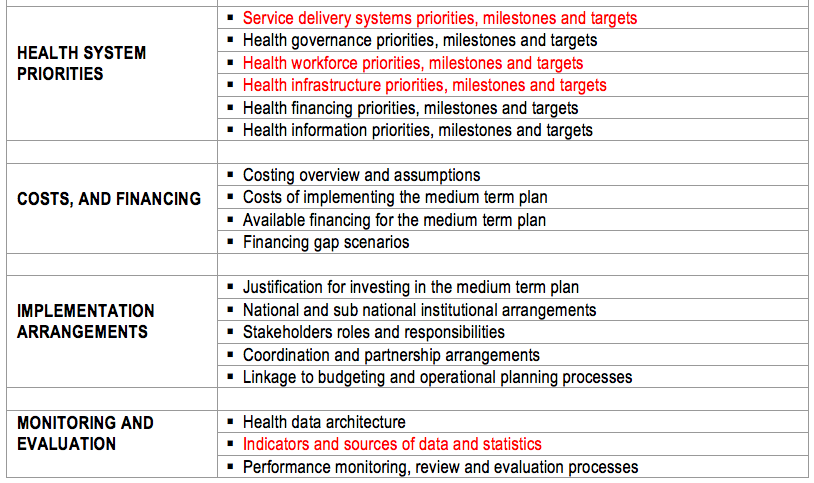 HEALTH SYSTEM
PRIORITIES
▪ Service delivery systems priorities, milestones and targets
▪ Health governance priorities, milestones and targets
▪ Health workforce priorities, milestones and targets
▪ Health infrastructure priorities, milestones and targets
▪ Health financing priorities, milestones and targets
▪ Health information priorities, milestones and targets
COSTS, AND FINANCING
▪ Costing overview and assumptions
▪ Costs of implementing the medium term plan
▪ Available financing for the medium term plan
▪ Financing gap scenarios
IMPLEMENTATION
ARRANGEMENTS
▪ Justification for investing in the medium term plan
▪ National and sub national institutional arrangements
▪ Stakeholders roles and responsibilities
▪ Coordination and partnership arrangements
▪ Linkage to budgeting and operational planning processes
MONITORING AND
EVALUATION
▪ Health data architecture
▪ Indicators and sources of data and statistics
▪ Performance monitoring, review and evaluation processes